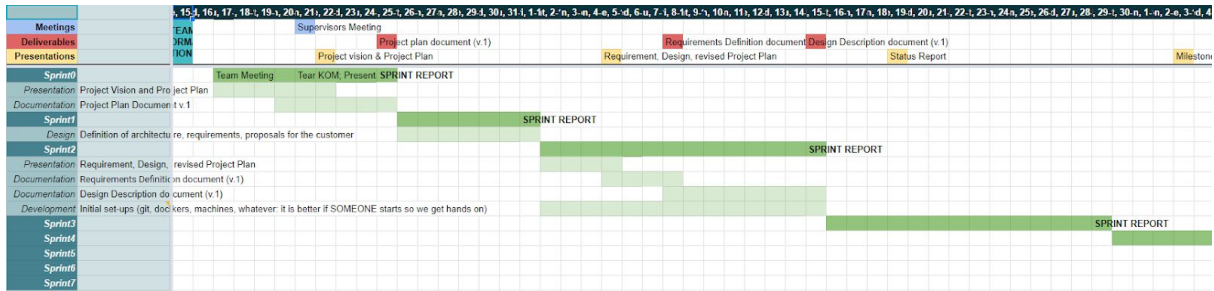 Meetings Supervisors Meeting
Deliverables Project plan document (v.1) Requirements Definition document Design Description document (v.1)
Presentations Project vision & Project Plan Requirement, Design, revised Project Plan Status Report Milestone
Sprint0 Team Meeting KOM, Present SPRINT REPORT
Presentation Project Vision and Project Plan
Documentation Project Plan Document v.1
Sprint1 SPRINT REPORT
Design Definition of architecture, requirements, proposals for the customer
Sprint2 SPRINT REPORT
Presentation Requirement, Design, revised Project Plan
Documentation Requirements Definition document (v.1)
Documentation Design Description document (v.1)
Development Initial set-ups (git, dockers, machines, whatever: it is better if SOMEONE starts so we get hands on)
Sprint3 SPRINT REPORT
Sprint4
Sprint5
Sprint6
Sprint7